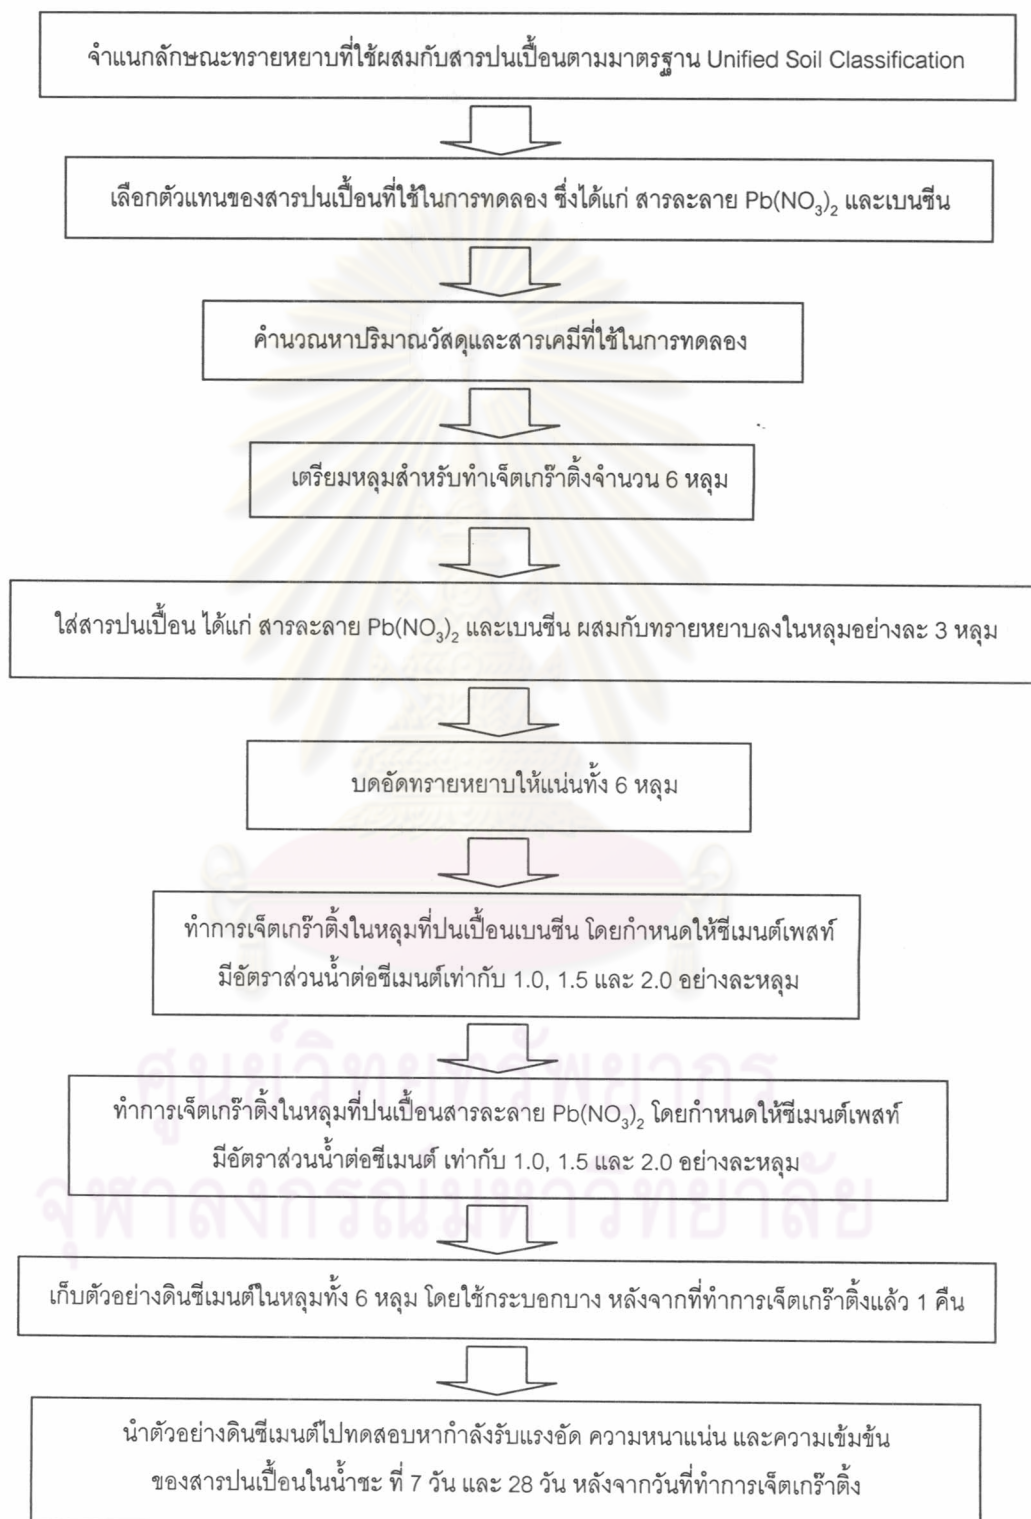 จำแนกลักษณะทรายหยาบที่ใช้ผสมกับสารปนเปื้อนตามมาตรฐาน Unified Soil Classification
เลือกตัวแทนของสารปนเปื้อนที่ใช้ในการทดลอง ซึ่งได้แก่ สารละลาย Pb(NO₃)₂ และเบนซีน
คำนวณหาปริมาณวัสดุและสารเคมีที่ใช้ในการทดลอง
เตรียมหลุมสำหรับทำเจ็ตเกร๊าติ้งจำนวน 6 หลุม
ใส่สารปนเปื้อน ได้แก่ สารละลาย Pb(NO₃)₂ และเบนซีน ผสมกับทรายหยาบลงในหลุมอย่างละ 3 หลุม
บดอัดทรายหยาบให้แน่นทั้ง 6 หลุม
ทำการเจ็ตเกร๊าติ้งในหลุมที่ปนเปื้อนเบนซีน โดยกำหนดให้ซีเมนต์เพสท์
มีอัตราส่วนน้ำต่อซีเมนต์เท่ากับ 1.0, 1.5 และ 2.0 อย่างละหลุม
ทำการเจ็ตเกร๊าติ้งในหลุมที่ปนเปื้อนสารละลาย Pb(NO₃)₂ โดยกำหนดให้ซีเมนต์เพสท์
มีอัตราส่วนน้ำต่อซีเมนต์ เท่ากับ 1.0, 1.5 และ 2.0 อย่างละหลุม
ศูนย์วิทยทรัพยากร
จุฬาลงกรณ์มหาวิทยาลัย
เก็บตัวอย่างดินซีเมนต์ในหลุมทั้ง 6 หลุม โดยใช้กระบอกบาง หลังจากที่ทำการเจ็ตเกร๊าติ้งแล้ว 1 คืน
นำตัวอย่างดินซีเมนต์ไปทดสอบหากำลังรับแรงอัด ความหนาแน่น และความเข้มข้น
ของสารปนเปื้อนในน้ำชะ ที่ 7 วัน และ 28 วัน หลังจากวันที่ทำการเจ็ตเกร๊าติ้ง